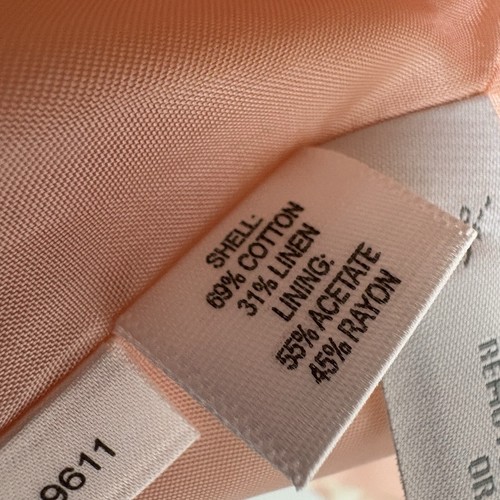 SHELL:
69% COTTON
31% LINEN
LINING:
55% ACETATE
45% RAYON
9611